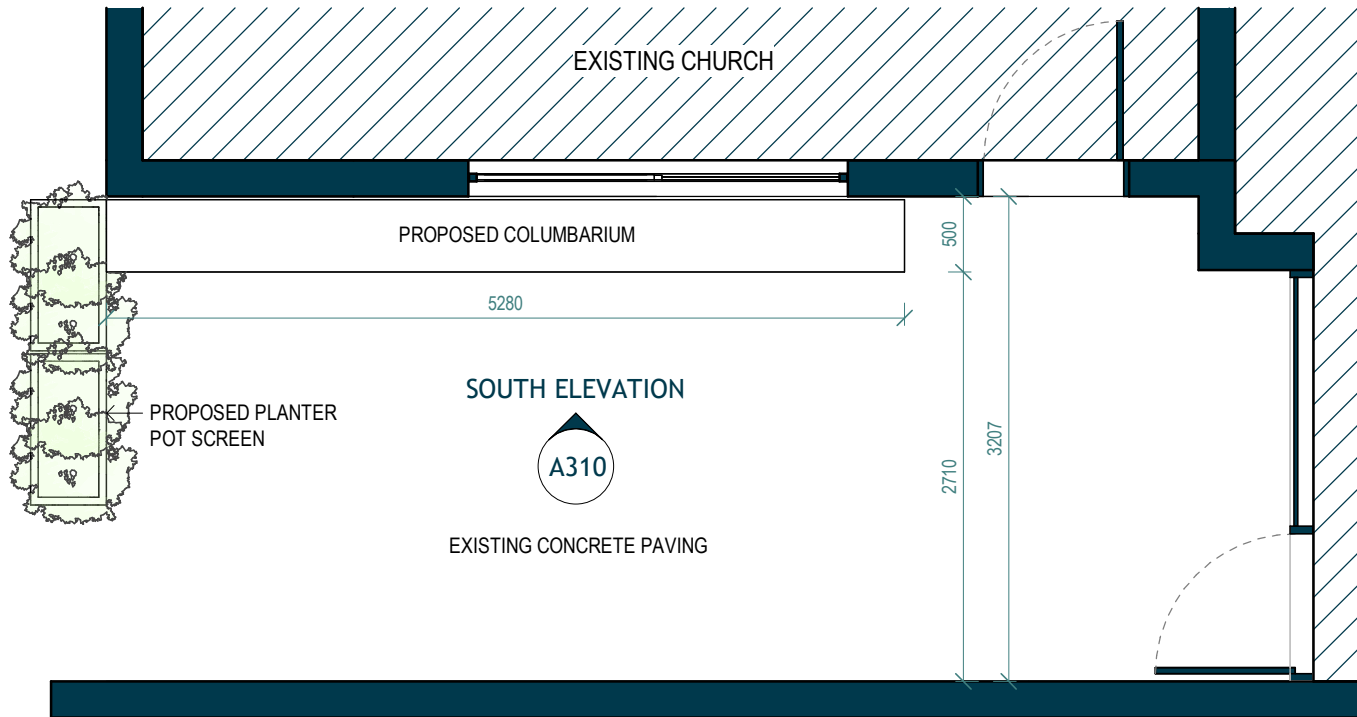 EXISTING CHURCH
PROPOSED COLUMBARIUM
500
5280
SOUTH ELEVATION
PROPOSED PLANTER
POT SCREEN
A310
2710
3207
EXISTING CONCRETE PAVING